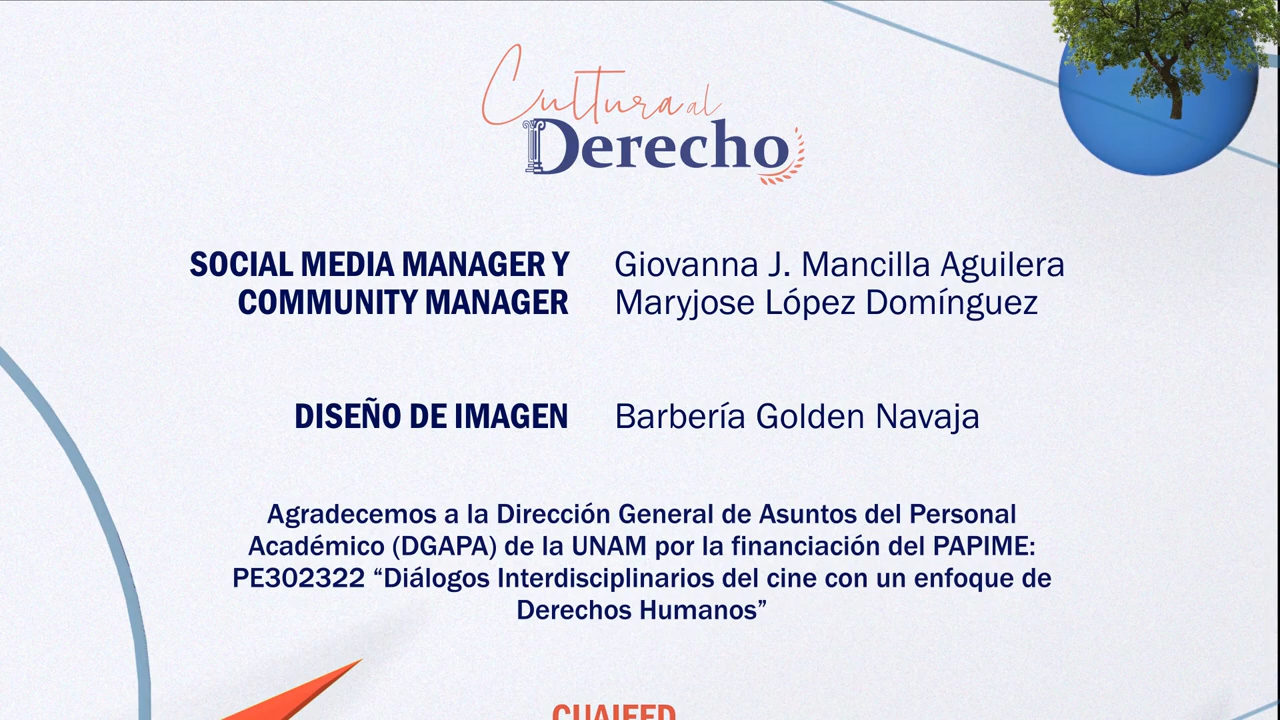 Cultura al
Derecho
SOCIAL MEDIA MANAGER Y
COMMUNITY MANAGER
Giovanna J. Mancilla Aguilera
Maryjose López Domínguez
DISEÑO DE IMAGEN
Barbería Golden Navaja
Agradecemos a la Dirección General de Asuntos del Personal
Académico (DGAPA) de la UNAM por la financiación del PAPIME:
PE302322 “Diálogos Interdisciplinarios del cine con un enfoque de
Derechos Humanos”
CUAIEED